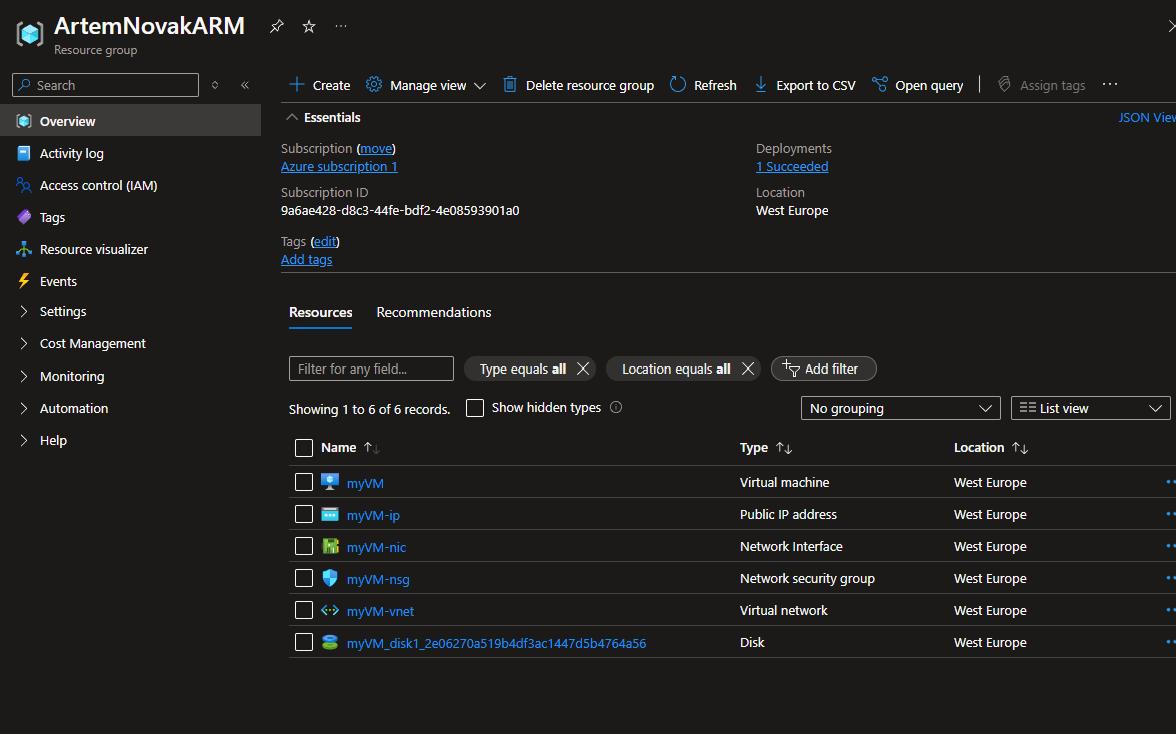 ArtemNovakARM
Resource group
Search
Overview
Activity log
Access control (IAM)
Tags
Resource visualizer
Events
Settings
Cost Management
Monitoring
Automation
Help
Create Manage view Delete resource group Refresh Export to CSV Open query Assign tags
Essentials JSON View
Subscription (move) Deployments
Azure subscription 1 1 Succeeded
Subscription ID Location
9a6ae428-d8c3-44fe-bdf2-4e08593901a0 West Europe
Tags (edit)
Add tags
Resources Recommendations
Filter for any field... Type equals all Location equals all Add filter
Showing 1 to 6 of 6 records. Show hidden types No grouping List view
Name Type Location
myVM Virtual machine West Europe
myVM-ip Public IP address West Europe
myVM-nic Network Interface West Europe
myVM-nsg Network security group West Europe
myVM-vnet Virtual network West Europe
myVM_disk1_2e06270a519b4df3ac1447d5b4764a56 Disk West Europe